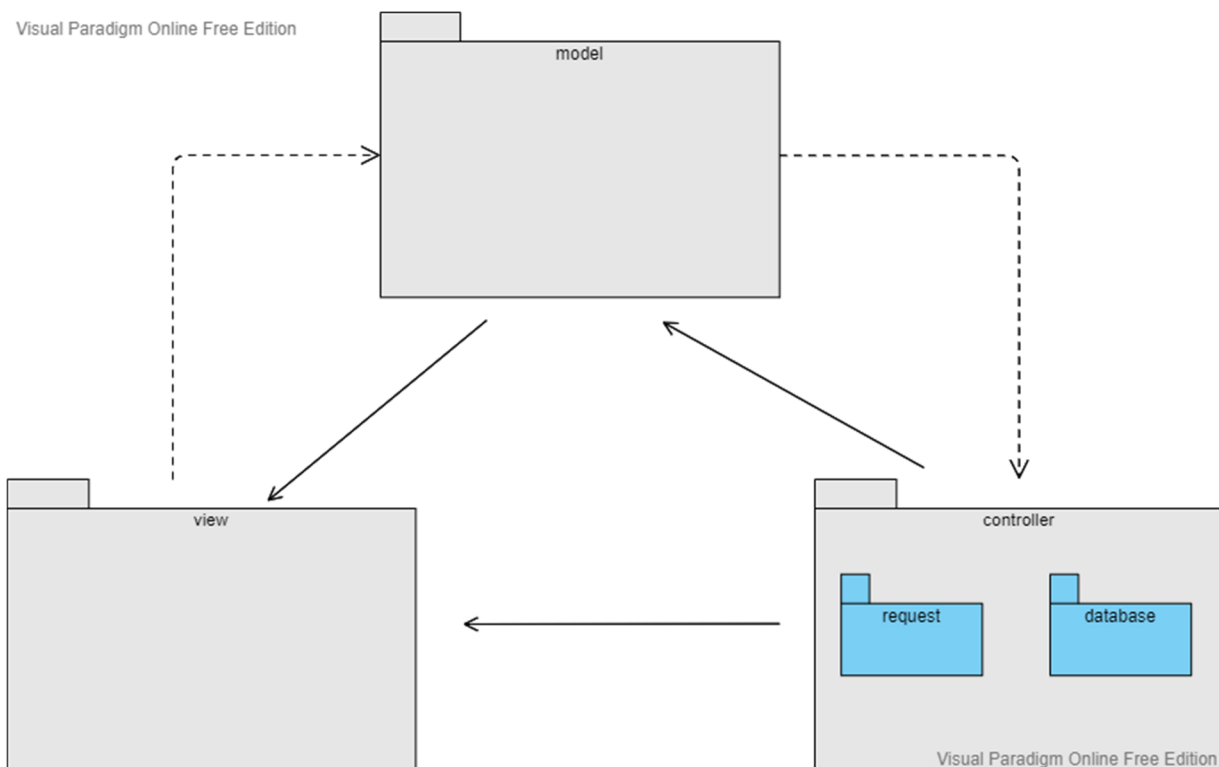 Visual Paradigm Online Free Edition
model
view
controller
request
database
Visual Paradigm Online Free Edition